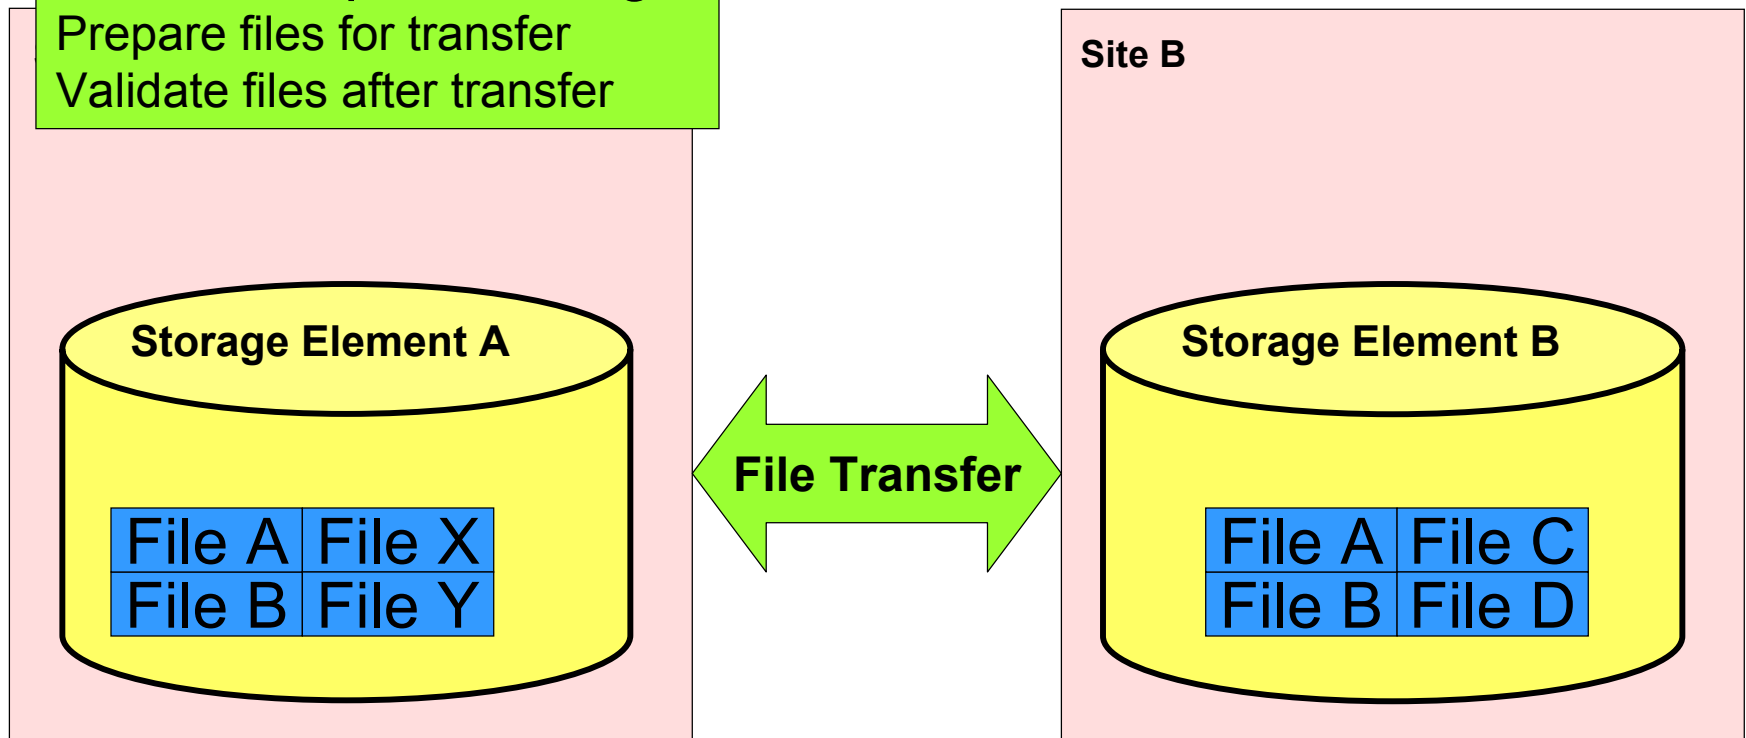 Prepare files for transfer
Validate files after transfer
Site B
Storage Element A
Storage Element B
File Transfer
File A File X
File B File Y
File A File C
File B File D